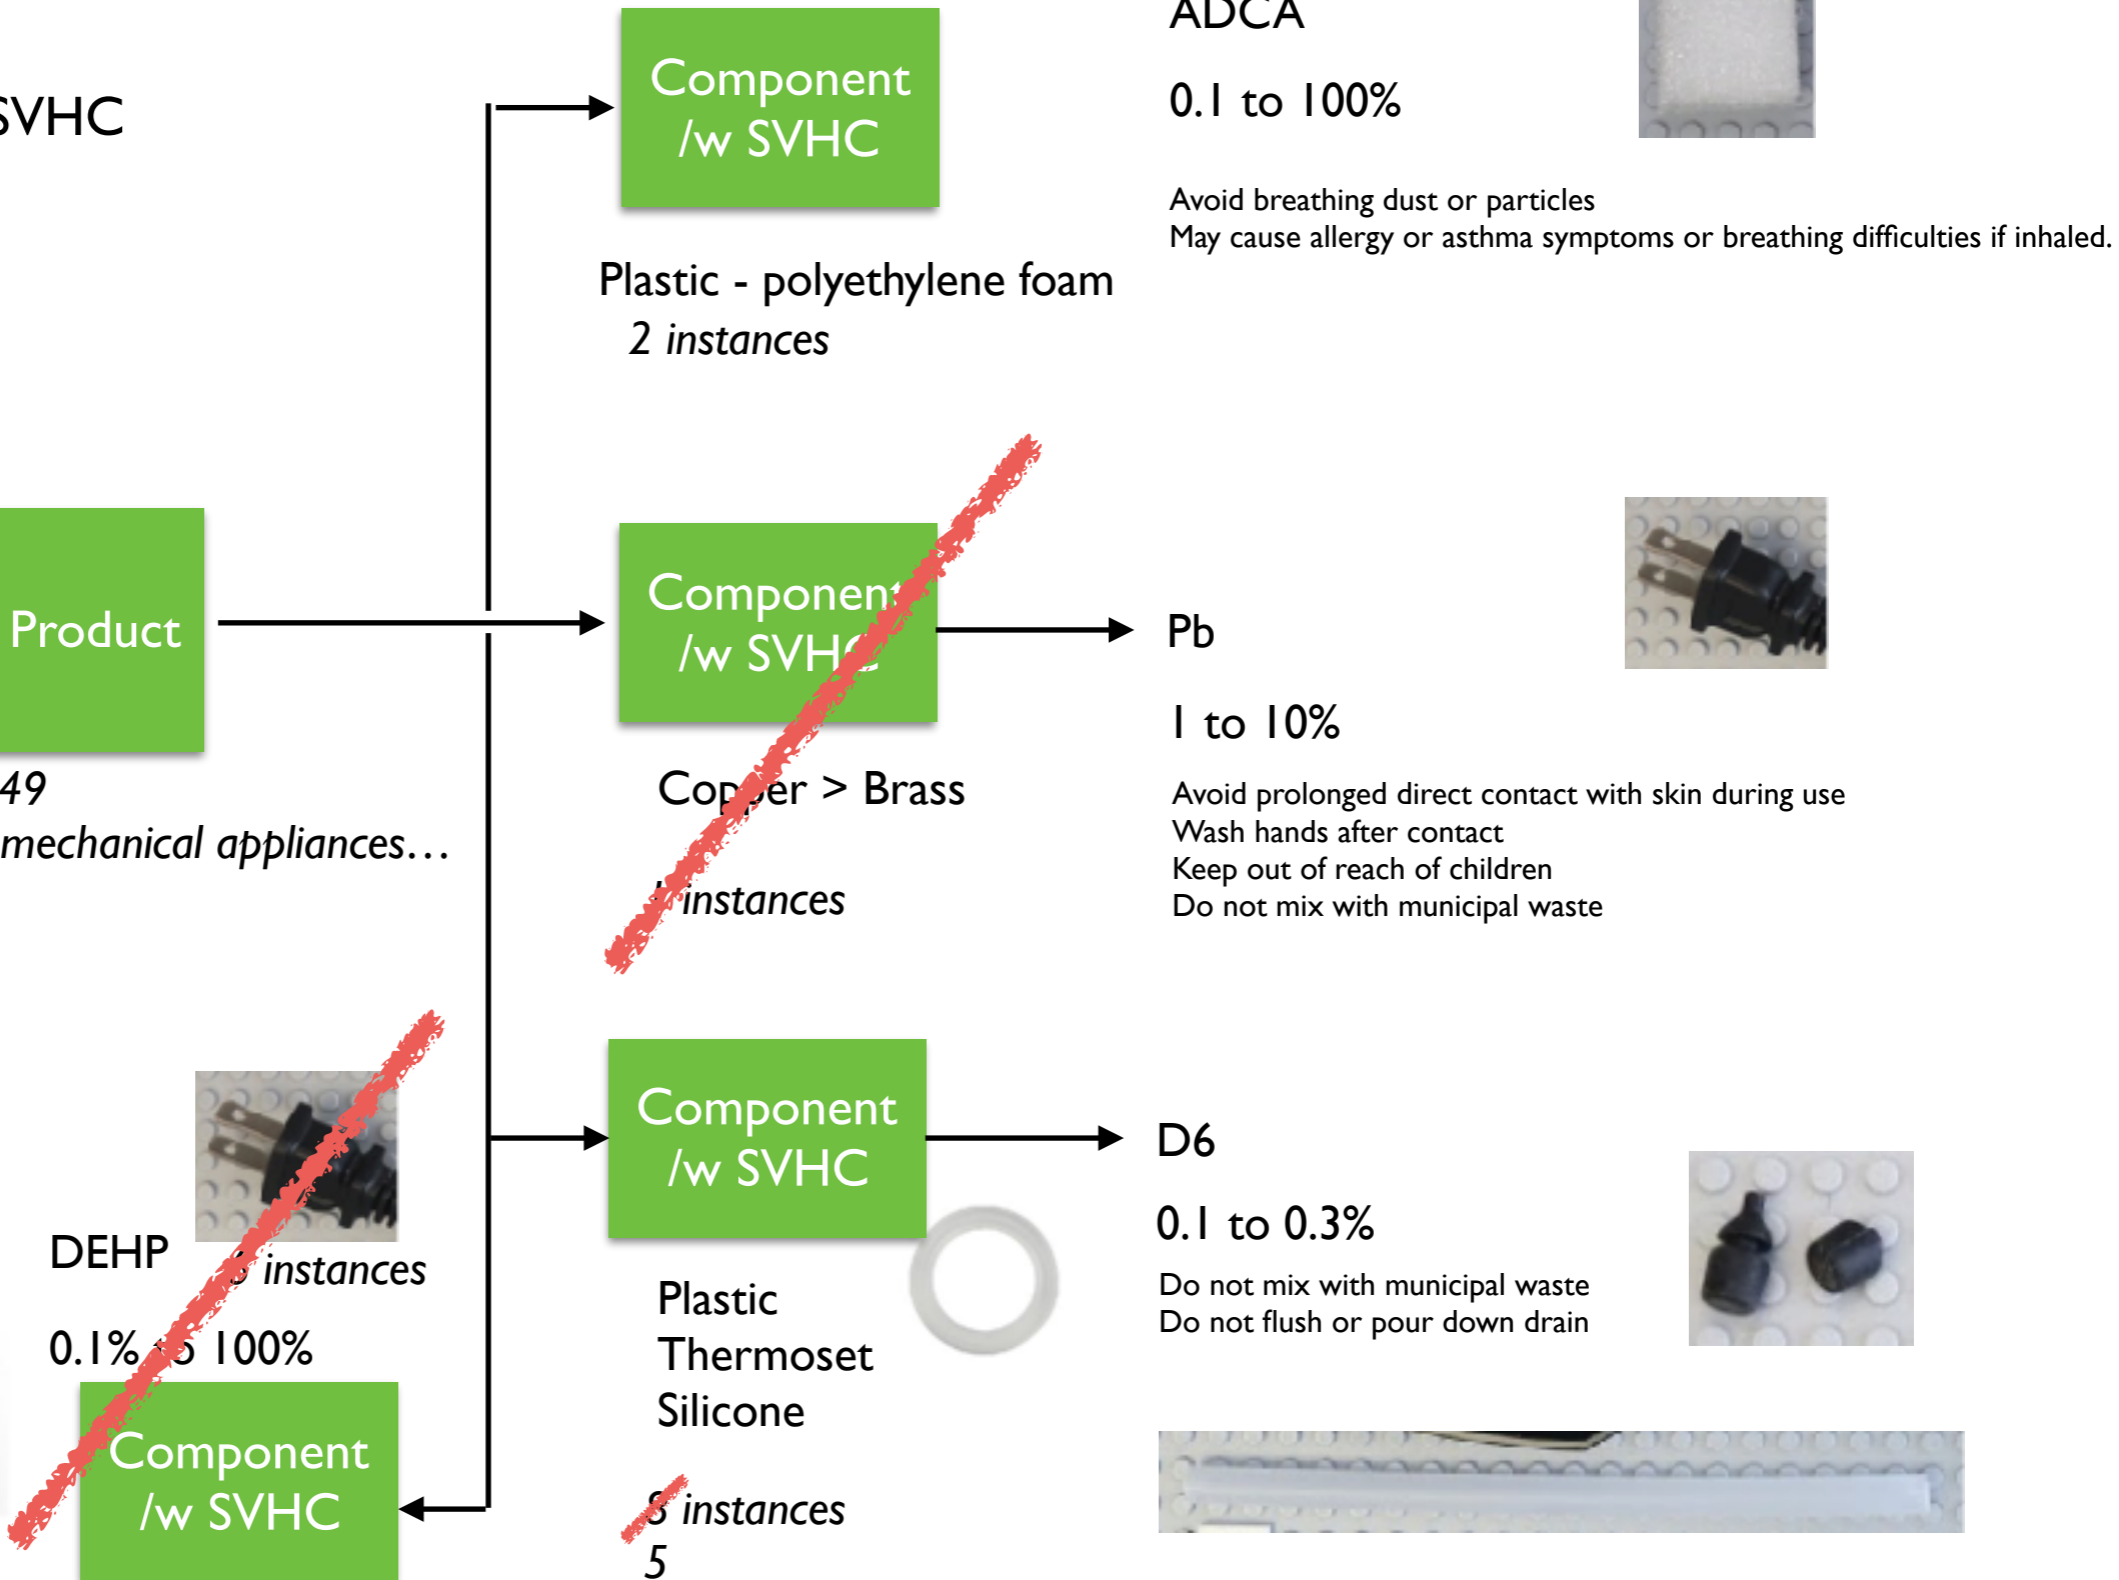 SVHC
Component
/w SVHC
Plastic - polyethylene foam
2 instances
ADCA
0.1 to 100%
Avoid breathing dust or particles
May cause allergy or asthma symptoms or breathing difficulties if inhaled.
Product
49
mechanical appliances…
Component
/w SVHC
Copper > Brass
instances
Pb
1 to 10%
Avoid prolonged direct contact with skin during use
Wash hands after contact
Keep out of reach of children
Do not mix with municipal waste
DEHP
instances
0.1% to 100%
Component
/w SVHC
Component
/w SVHC
Plastic
Thermoset
Silicone
8 instances
5
D6
0.1 to 0.3%
Do not mix with municipal waste
Do not flush or pour down drain